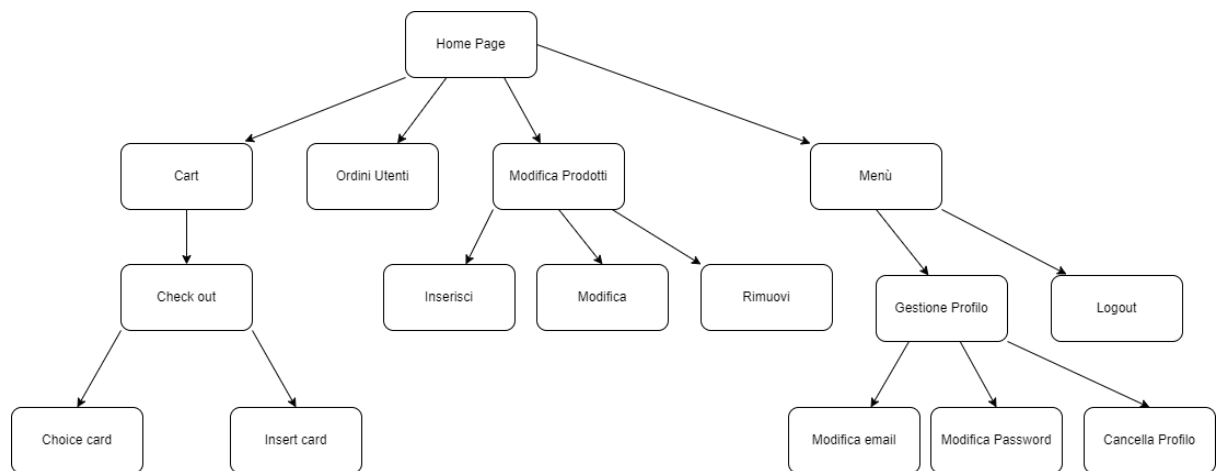 Home Page
Cart
Ordini Utenti
Modifica Prodotti
Menù
Check out
Inserisci
Modifica
Rimuovi
Gestione Profilo
Logout
Choice card
Insert card
Modifica email
Modifica Password
Cancella Profilo